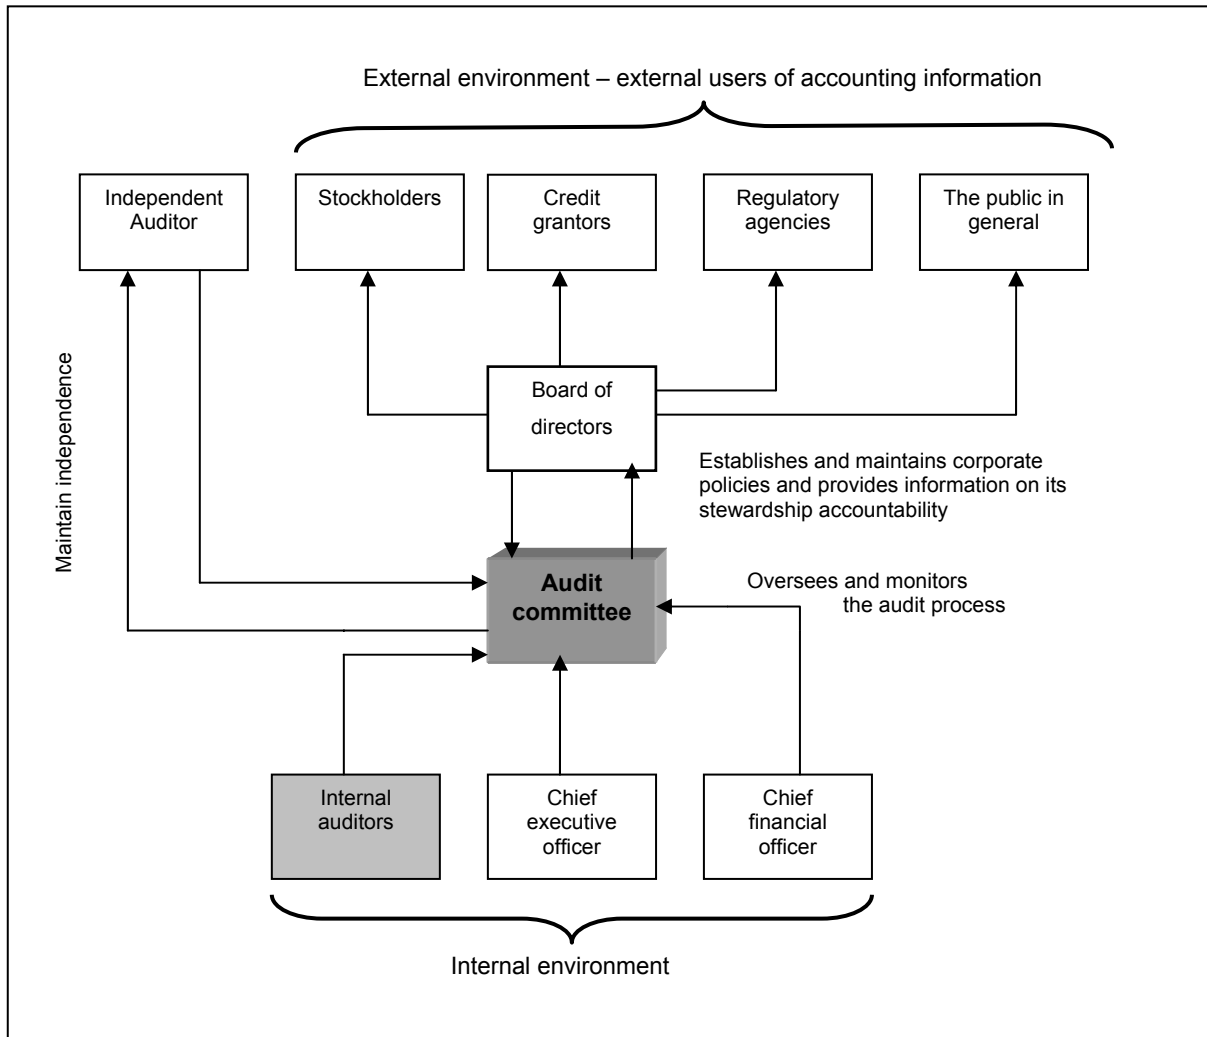 External environment – external users of accounting information
Independent
Auditor
Stockholders
Credit
grantors
Regulatory
agencies
The public in
general
Maintain independence
Board of
directors
Establishes and maintains corporate
policies and provides information on its
stewardship accountability
Audit
committee
Oversees and monitors
the audit process
Internal
auditors
Chief
executive
officer
Chief
financial
officer
Internal environment